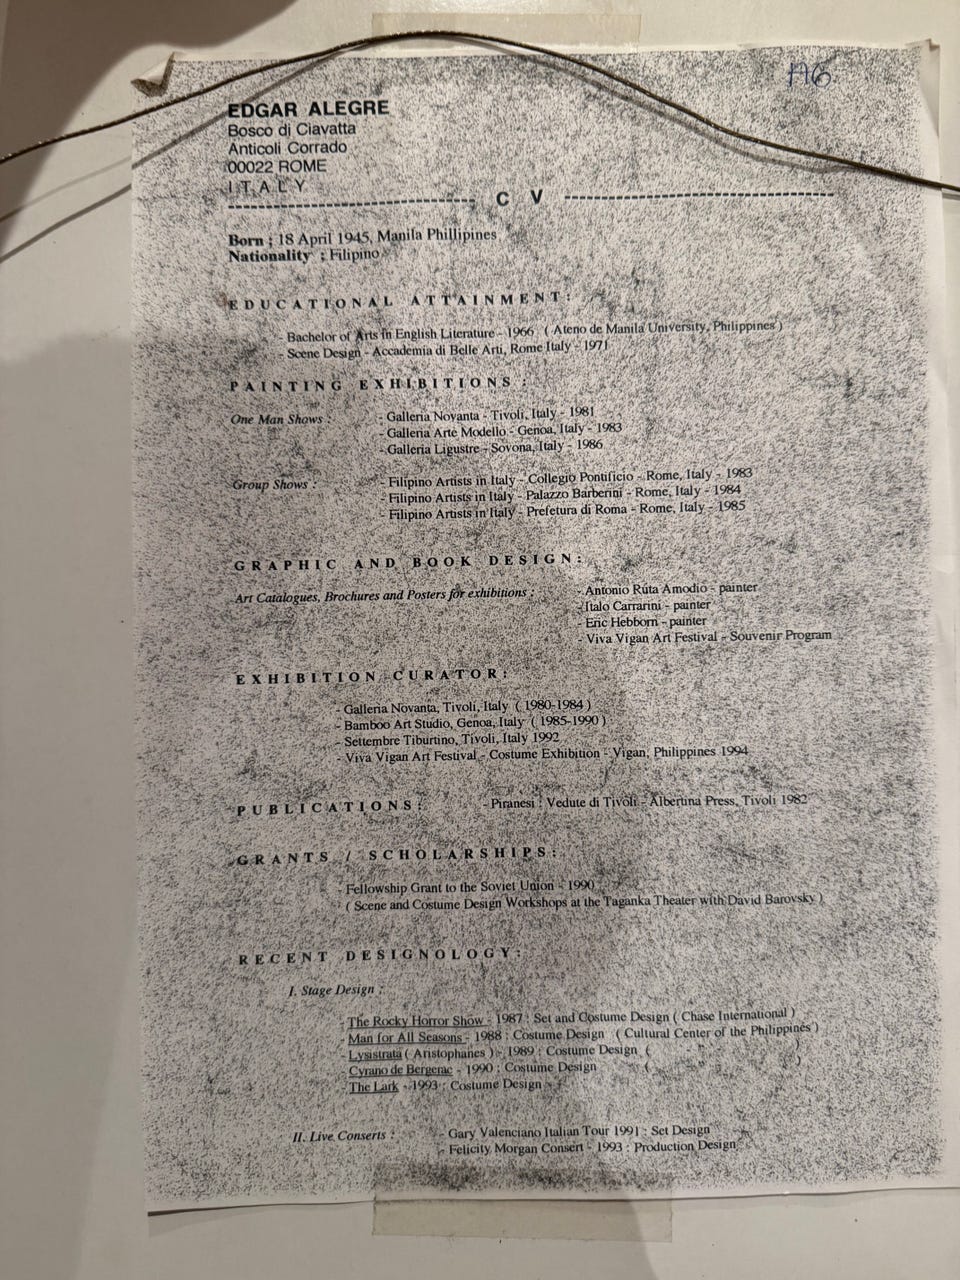 A6
EDGAR ALEGRE
Bosco di Ciavatta
Anticoli Corrado
00022 ROME
I T A L Y
C V
Born : 18 April 1945, Manila Phillipines
Nationality : Filipino
EDUCATIONAL ATTAINMENT:
- Bachelor of Arts in English Literature - 1966 ( Ateno de Manila University, Philippines )
- Scene Design - Accademia di Belle Arti, Rome Italy - 1971
PAINTING EXHIBITIONS :
One Man Shows : - Galleria Novanta - Tivoli, Italy - 1981
- Galleria Arte Modello - Genoa, Italy - 1983
- Galleria Ligustre - Sovona, Italy - 1986
Group Shows : - Filipino Artists in Italy - Collegio Pontificio - Rome, Italy - 1983
- Filipino Artists in Italy - Palazzo Barberini - Rome, Italy - 1984
- Filipino Artists in Italy - Prefetura di Roma - Rome, Italy - 1985
GRAPHIC AND BOOK DESIGN:
Art Catalogues, Brochures and Posters for exhibitions : - Antonio Ruta Amodio - painter
- Italo Carrarini - painter
- Eric Hebborn - painter
- Viva Vigan Art Festival - Souvenir Program
EXHIBITION CURATOR:
- Galleria Novanta, Tivoli, Italy ( 1980-1984 )
- Bamboo Art Studio, Genoa, Italy ( 1985-1990 )
- Settembre Tiburtino, Tivoli, Italy 1992
- Viva Vigan Art Festival - Costume Exhibition - Vigan, Philippines 1994
PUBLICATIONS: - Piranesi : Vedute di Tivoli - Albertina Press, Tivoli 1982
GRANTS / SCHOLARSHIPS:
- Fellowship Grant to the Soviet Union - 1990
( Scene and Costume Design Workshops at the Taganka Theater with David Barovsky )
RECENT DESIGNOLOGY:
I. Stage Design :
The Rocky Horror Show - 1987 : Set and Costume Design ( Chase International )
Man for All Seasons - 1988 : Costume Design ( Cultural Center of the Philippines )
Lysistrata ( Aristophanes ) - 1989 : Costume Design ( " " )
Cyrano de Bergerac - 1990 : Costume Design (
The Lark - 1993 : Costume Design -
II. Live Conserts : - Gary Valenciano Italian Tour 1991 : Set Design
- Felicity Morgan Consert - 1993 : Production Design